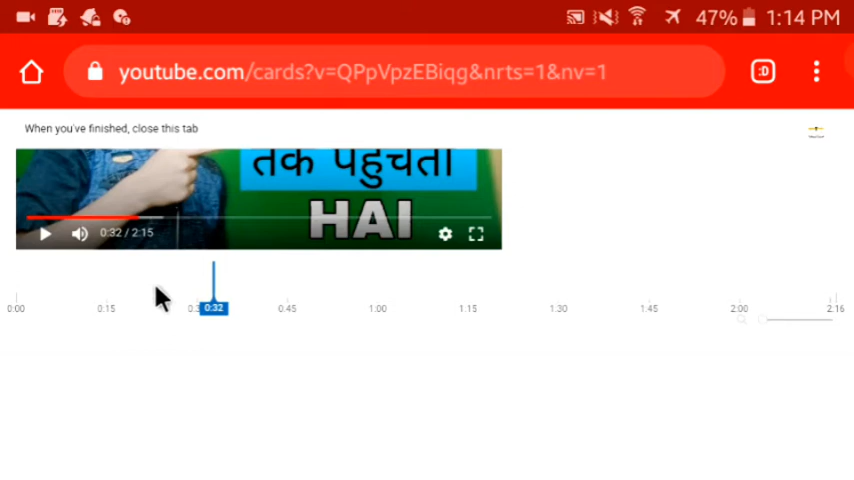 47% 1:14 PM
youtube.com/cards?v=QPpVpzEBiqg&nrts=1&nv=1
:D
When you've finished, close this tab
तक पहुंचता
HAI
0:32 / 2:15
0:00 0:15 0:32 0:45 1:00 1:15 1:30 1:45 2:00 2:16